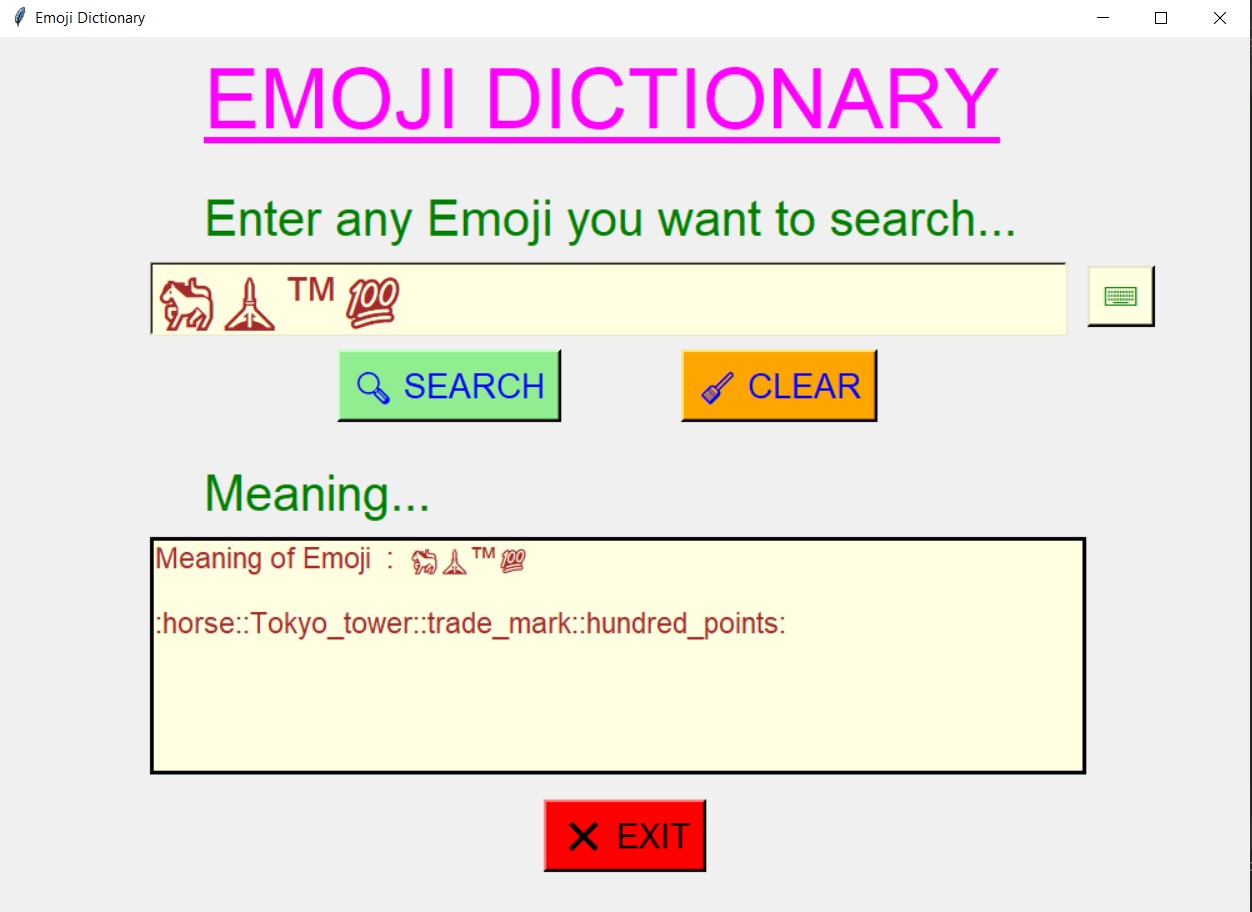 Emoji Dictionary
EMOJI DICTIONARY
Enter any Emoji you want to search...
🐎🗼™💯
⌨
🔍 SEARCH
🖌 CLEAR
Meaning...
Meaning of Emoji : 🐎🗼™💯
:horse::Tokyo_tower::trade_mark::hundred_points:
❌ EXIT